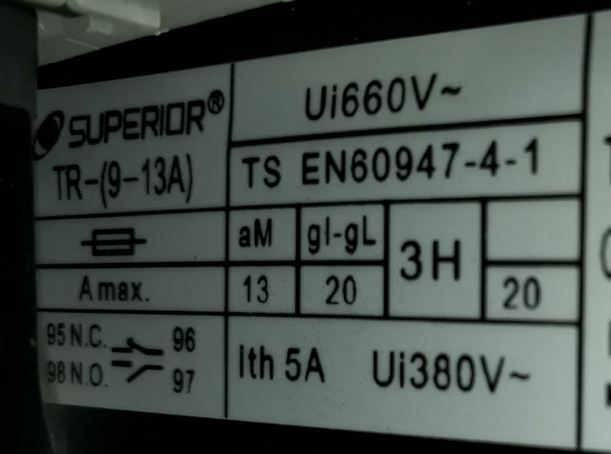 SUPERIOR®
Ui660V~
TR-(9-13A)
TS EN60947-4-1
aM gl-gL 3H
A max. 13 20 20
95 N.C. 96
98 N.O. 97
Ith 5A Ui380V~